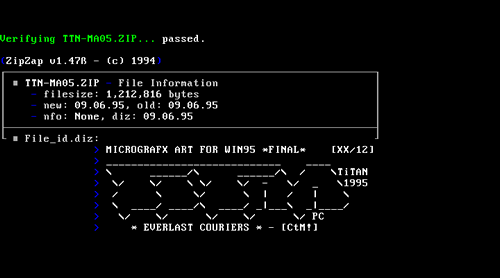 Verifying TTN-MA05.ZIP... passed.
(ZipZap v1.47ß - (c) 1994)
■ TTN-MA05.ZIP - File Information
- filesize: 1,212,816 bytes
- new: 09.06.95, old: 09.06.95
- nfo: None, diz: 09.06.95
■ File_id.diz:
> MICROGRAFX ART FOR WIN95 *FINAL* [XX/12]
TiTAN
1995
PC
> * EVERLAST COURIERS * - [CtM!]